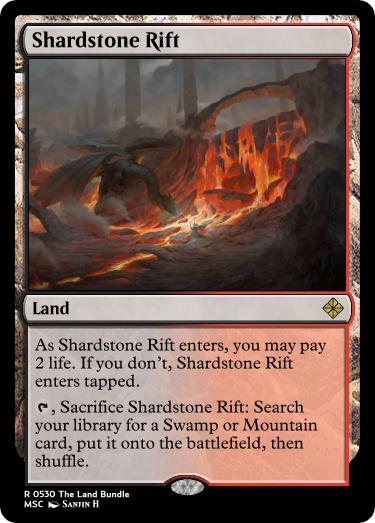 Shardstone Rift
Land
As Shardstone Rift enters, you may pay
2 life. If you don't, Shardstone Rift
enters tapped.
, Sacrifice Shardstone Rift: Search
your library for a Swamp or Mountain
card, put it onto the battlefield, then
shuffle.
R 0530 The Land Bundle
MSC Sanjin H